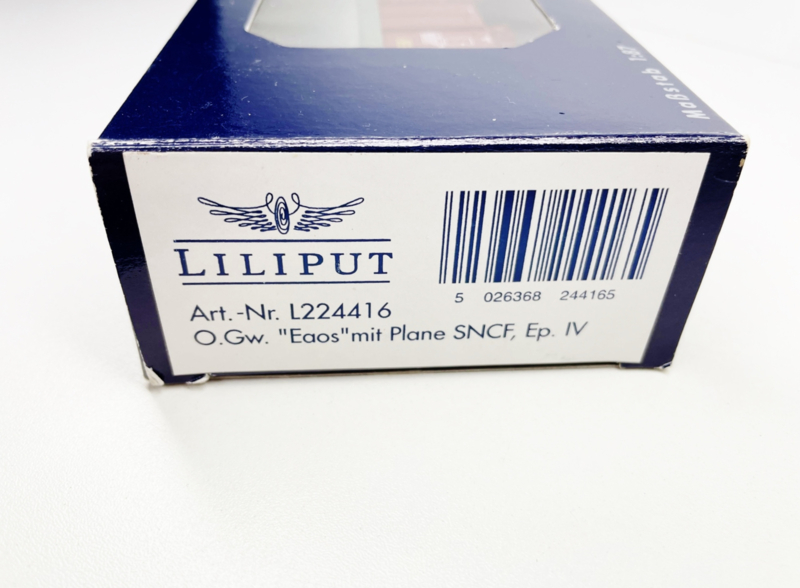 Maßstab 1:87
LILIPUT
5 026368 244165
Art.-Nr. L224416
O.Gw. "Eaos"mit Plane SNCF, Ep. IV